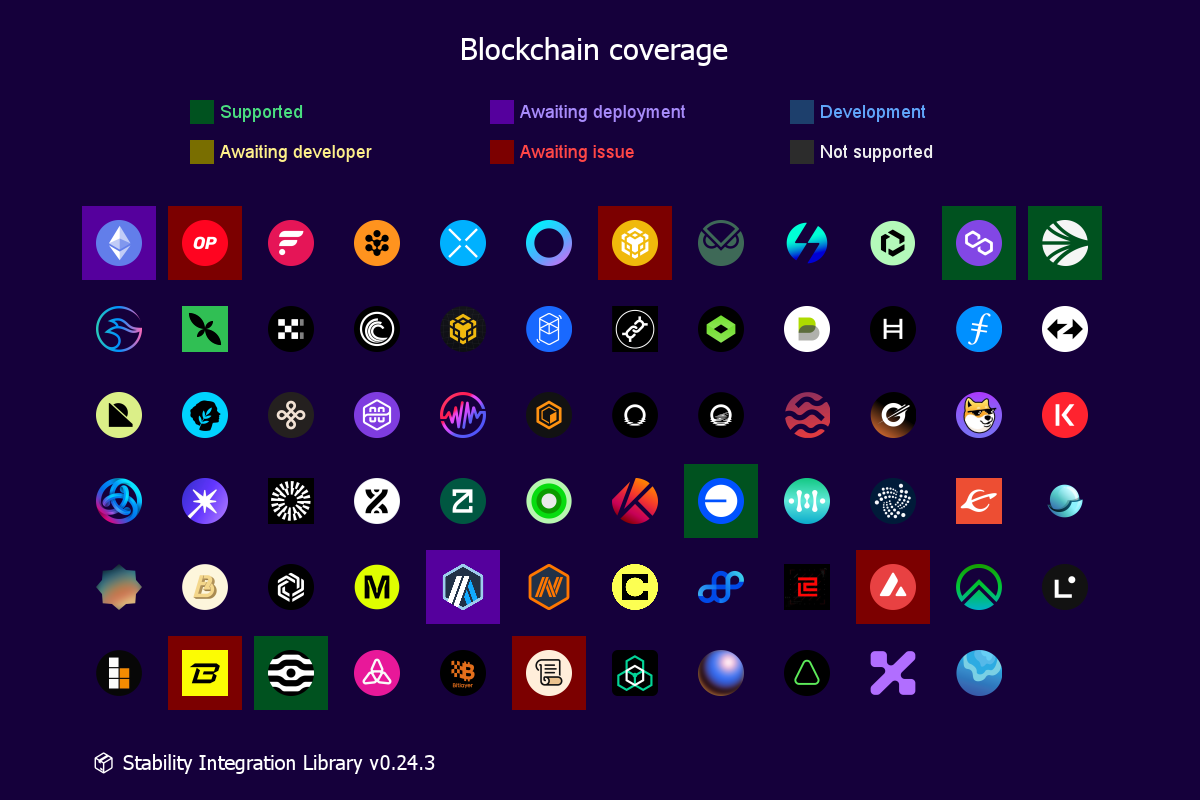 Blockchain coverage
Supported
Awaiting deployment
Development
Awaiting developer
Awaiting issue
Not supported
OP
M
Bitlayer
Stability Integration Library v0.24.3